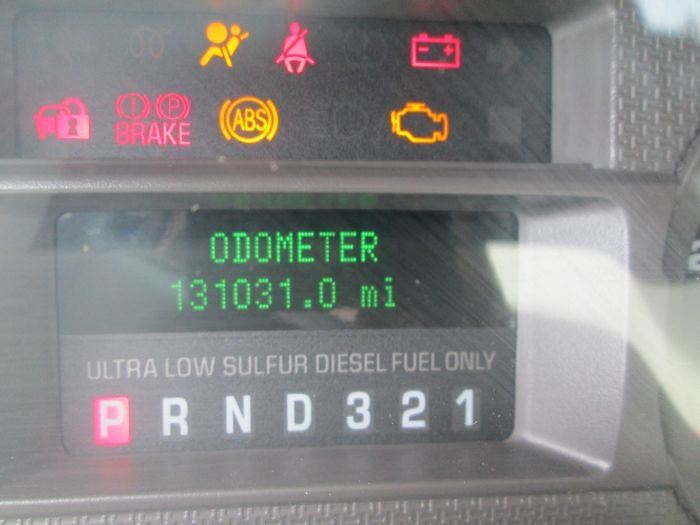 ABS
BRAKE
ODOMETER
131031.0 mi
ULTRA LOW SULFUR DIESEL FUEL ONLY
P R N D 3 2 1